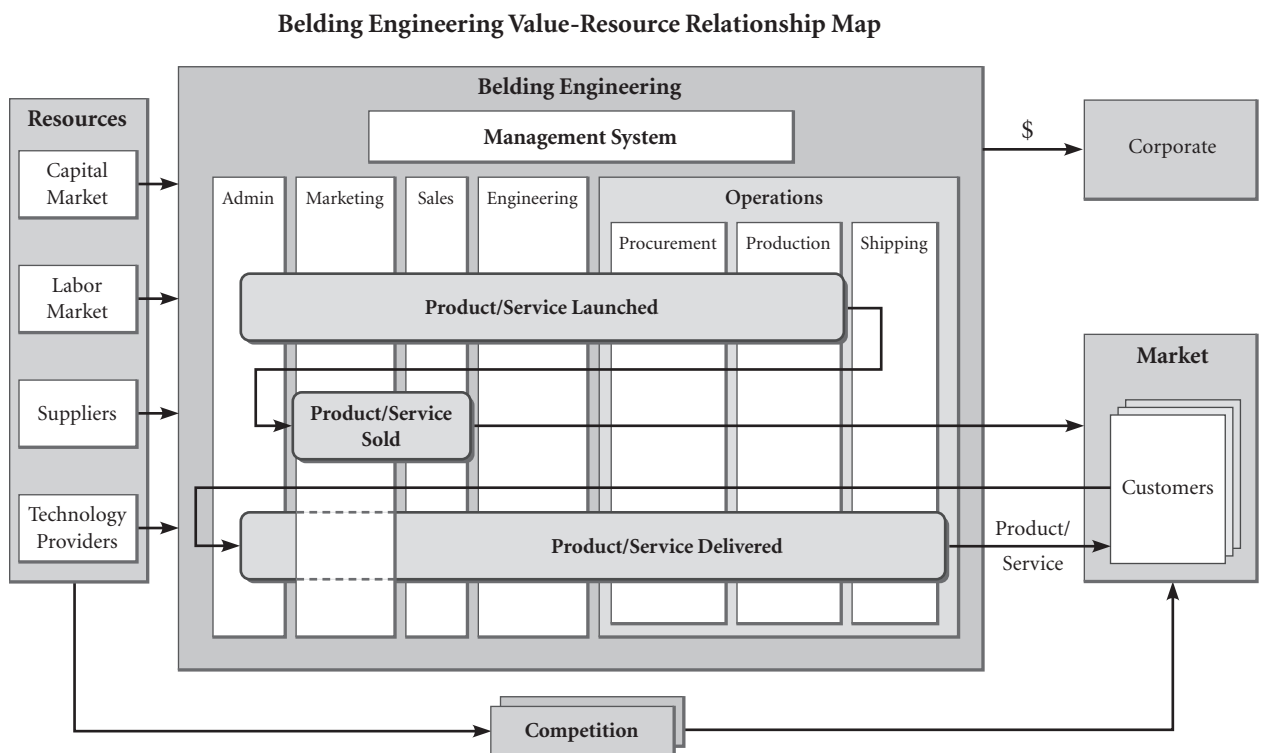 Belding Engineering Value-Resource Relationship Map
Belding Engineering
Management System
Resources
Capital
Market
Labor
Market
Suppliers
Technology
Providers
Admin
Marketing
Sales
Engineering
Operations
Procurement
Production
Shipping
Product/Service Launched
Product/Service
Sold
Product/Service Delivered
$
Corporate
Market
Customers
Product/
Service
Competition